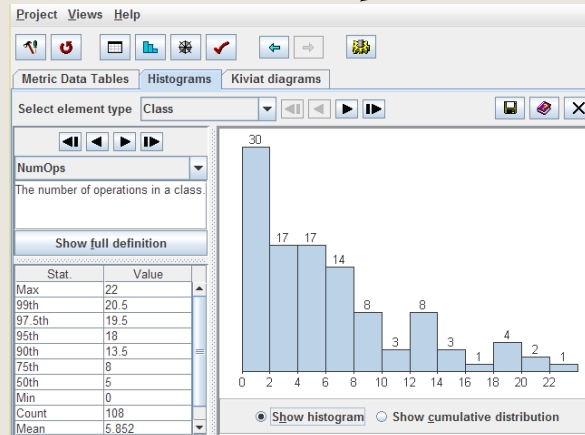 Project Views Help
Metric Data Tables Histograms Kiviat diagrams
Select element type Class
NumOps
The number of operations in a class.
Show full definition
Stat. Value
Max 22
99th 20.5
97.5th 19.5
95th 18
90th 13.5
75th 8
50th 5
Min 0
Count 108
Mean 5.852
30
17 17
14
8 8
3 3
1
4
2
1
0 2 4 6 8 10 12 14 16 18 20 22
Show histogram Show cumulative distribution